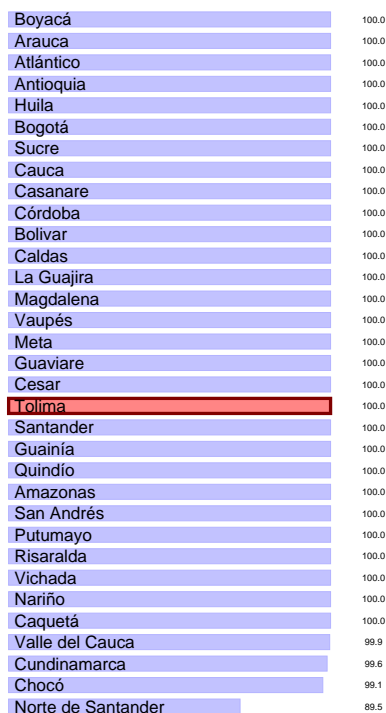 Boyacá 100.0
Arauca 100.0
Atlántico 100.0
Antioquia 100.0
Huila 100.0
Bogotá 100.0
Sucre 100.0
Cauca 100.0
Casanare 100.0
Córdoba 100.0
Bolivar 100.0
Caldas 100.0
La Guajira 100.0
Magdalena 100.0
Vaupés 100.0
Meta 100.0
Guaviare 100.0
Cesar 100.0
Tolima 100.0
Santander 100.0
Guainía 100.0
Quindío 100.0
Amazonas 100.0
San Andrés 100.0
Putumayo 100.0
Risaralda 100.0
Vichada 100.0
Nariño 100.0
Caquetá 100.0
Valle del Cauca 99.9
Cundinamarca 99.6
Chocó 99.1
Norte de Santander 89.5